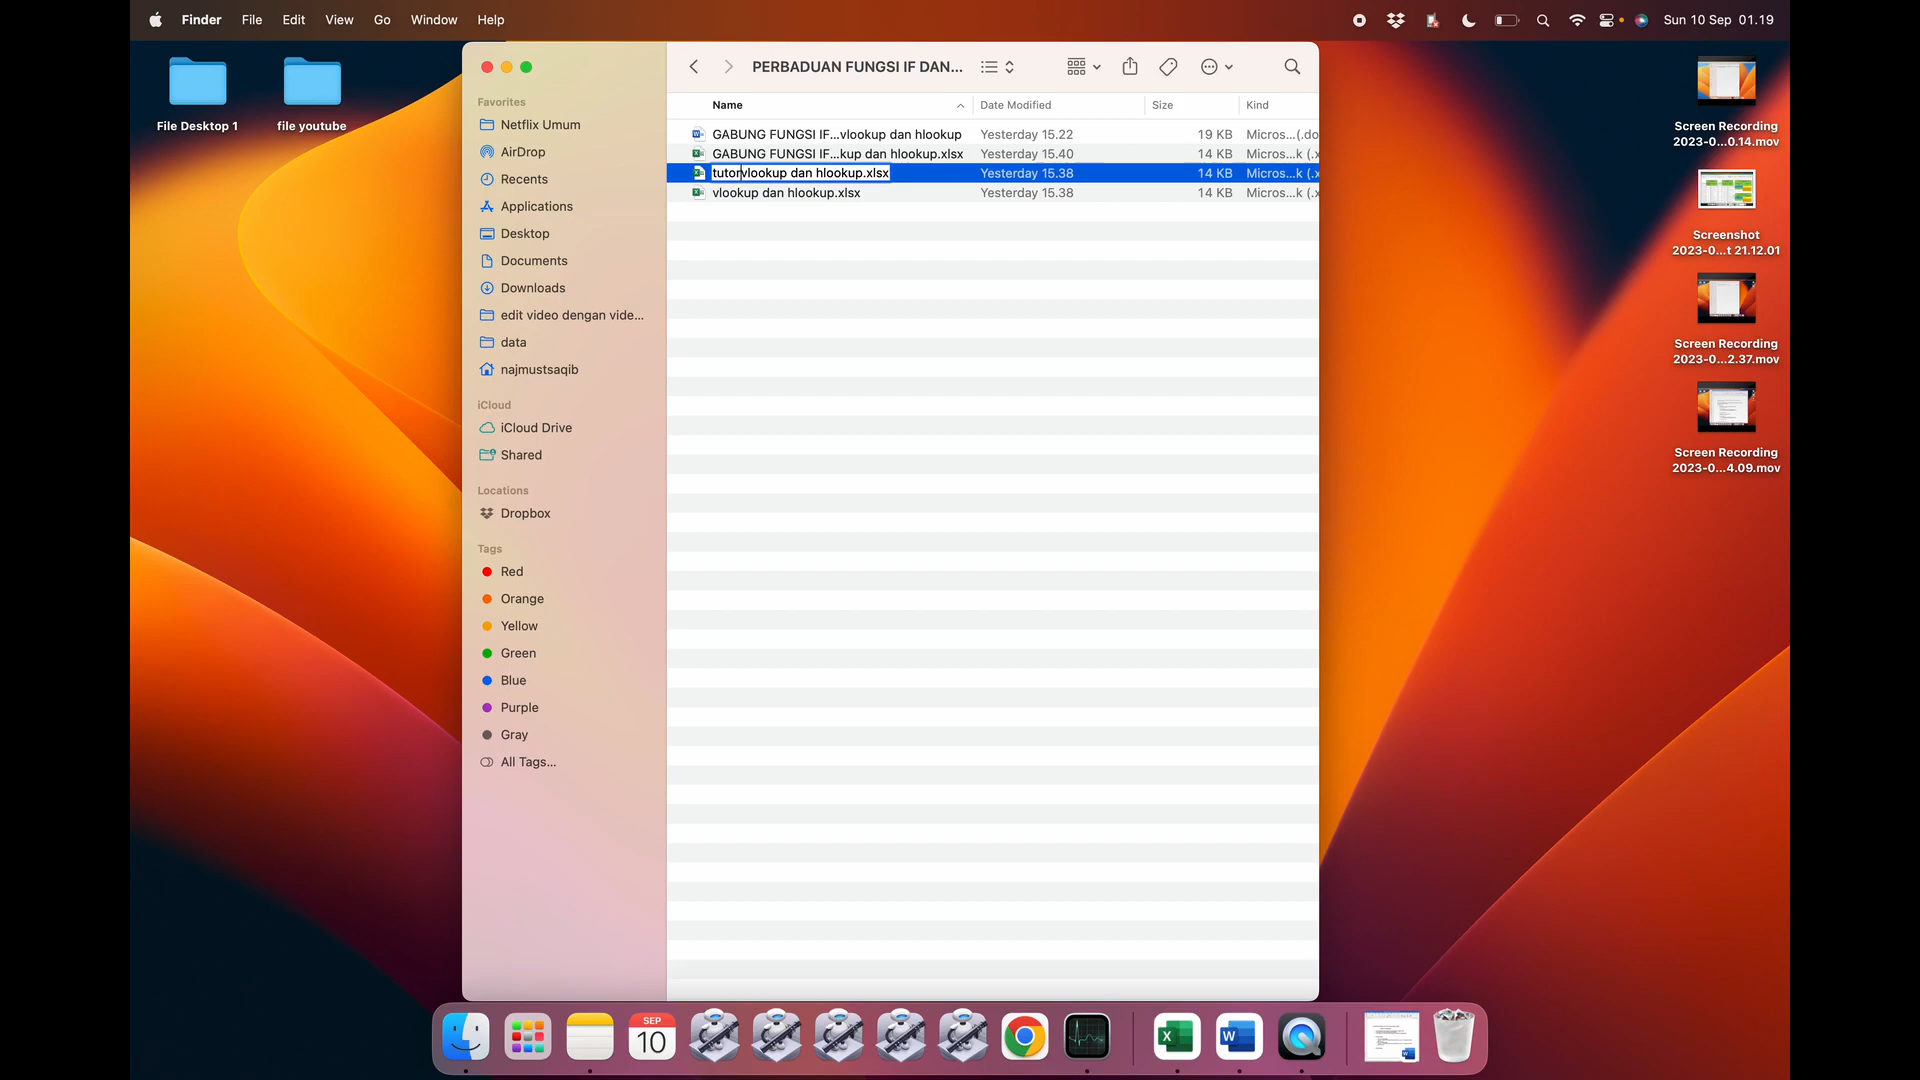 Finder File Edit View Go Window Help
Sun 10 Sep 01.19
File Desktop 1
file youtube
Favorites
Netflix Umum
AirDrop
Recents
Applications
Desktop
Documents
Downloads
edit video dengan vide...
data
najmustsaqib
iCloud
iCloud Drive
Shared
Locations
Dropbox
Tags
Red
Orange
Yellow
Green
Blue
Purple
Gray
All Tags...
PERBADUAN FUNGSI IF DAN...
Name Date Modified Size Kind
GABUNG FUNGSI IF...vlookup dan hlookup Yesterday 15.22 19 KB Micros...(.do
GABUNG FUNGSI IF...kup dan hlookup.xlsx Yesterday 15.40 14 KB Micros...k (.x
tutorvlookup dan hlookup.xlsx Yesterday 15.38 14 KB Micros...k (.x
vlookup dan hlookup.xlsx Yesterday 15.38 14 KB Micros...k (.x
Screen Recording
2023-0...0.14.mov
Screenshot
2023-0...t 21.12.01
Screen Recording
2023-0...2.37.mov
Screen Recording
2023-0...4.09.mov
SEP
10
X
W
W